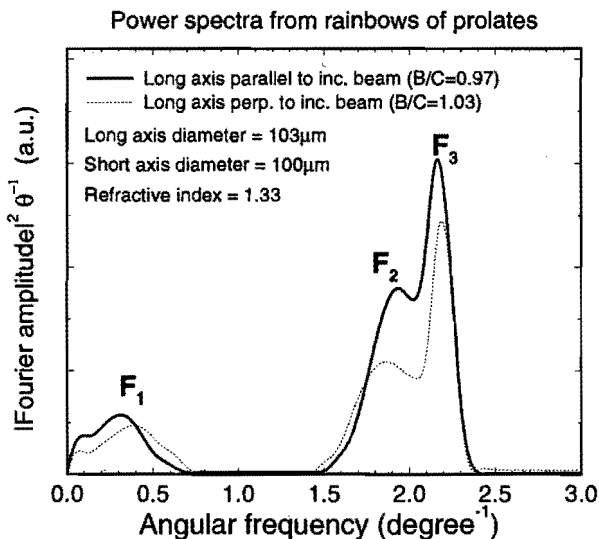 Power spectra from rainbows of prolates
|Fourier amplitude|² θ⁻¹ (a.u.)
Long axis parallel to inc. beam (B/C=0.97)
Long axis perp. to inc. beam (B/C=1.03)
Long axis diameter = 103μm
Short axis diameter = 100μm
Refractive index = 1.33
F₃
F₂
F₁
0.0 0.5 1.0 1.5 2.0 2.5 3.0
Angular frequency (degree⁻¹)